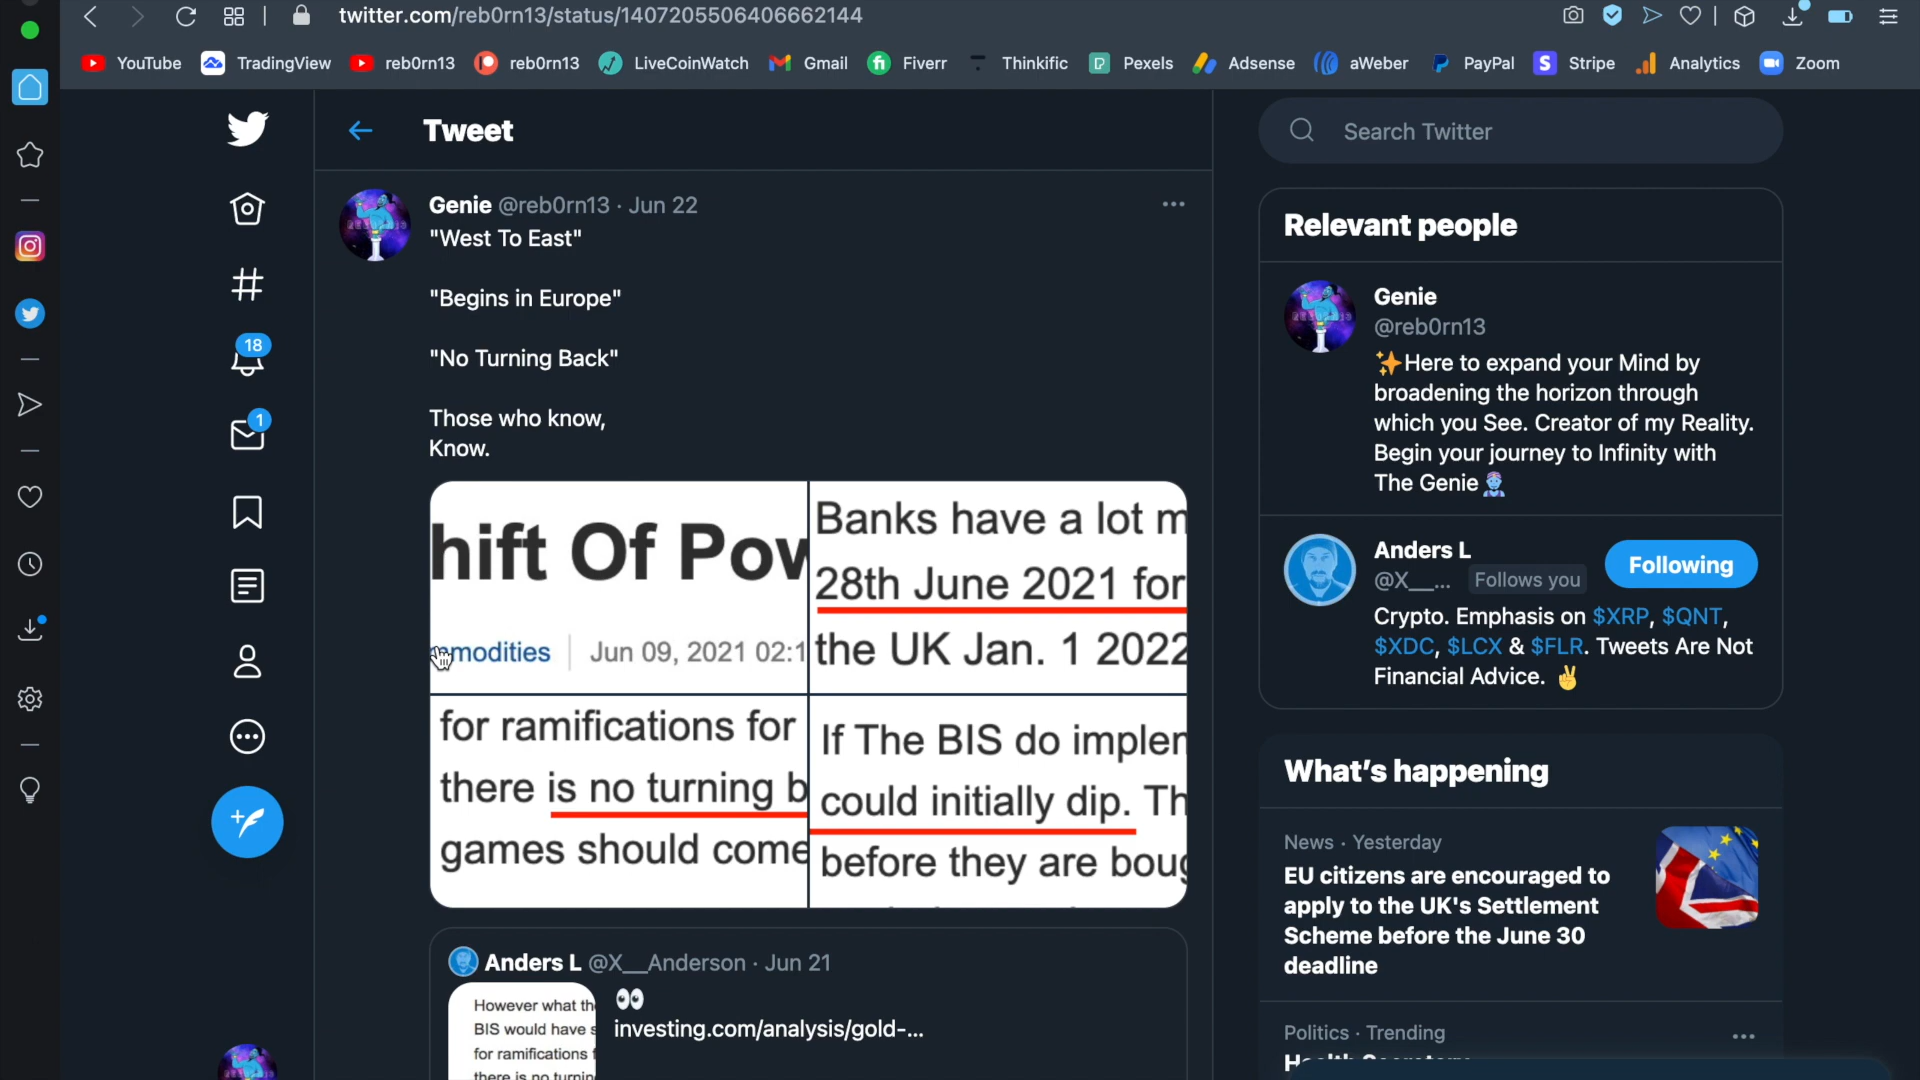 twitter.com/reb0rn13/status/1407205506406662144
YouTube TradingView reb0rn13 reb0rn13 LiveCoinWatch Gmail Fiverr Thinkific Pexels Adsense aWeber PayPal Stripe Analytics Zoom
Tweet
Genie @reb0rn13 · Jun 22
"West To East"
"Begins in Europe"
"No Turning Back"
Those who know,
Know.
hift Of Pow
modities Jun 09, 2021 02:1
Banks have a lot m
28th June 2021 for
the UK Jan. 1 2022
for ramifications for
there is no turning b
games should come
If The BIS do implem
could initially dip. Th
before they are boug
Anders L @X__Anderson · Jun 21
👀
investing.com/analysis/gold-...
However what the
BIS would have s
for ramifications f
there is no turnin
18
1
Search Twitter
Relevant people
Genie
@reb0rn13
✨Here to expand your Mind by
broadening the horizon through
which you See. Creator of my Reality.
Begin your journey to Infinity with
The Genie🧞‍♂️
Anders L
@X__... Follows you
Following
Crypto. Emphasis on $XRP, $QNT,
$XDC, $LCX & $FLR. Tweets Are Not
Financial Advice. ✌️
What's happening
News · Yesterday
EU citizens are encouraged to
apply to the UK's Settlement
Scheme before the June 30
deadline
Politics · Trending